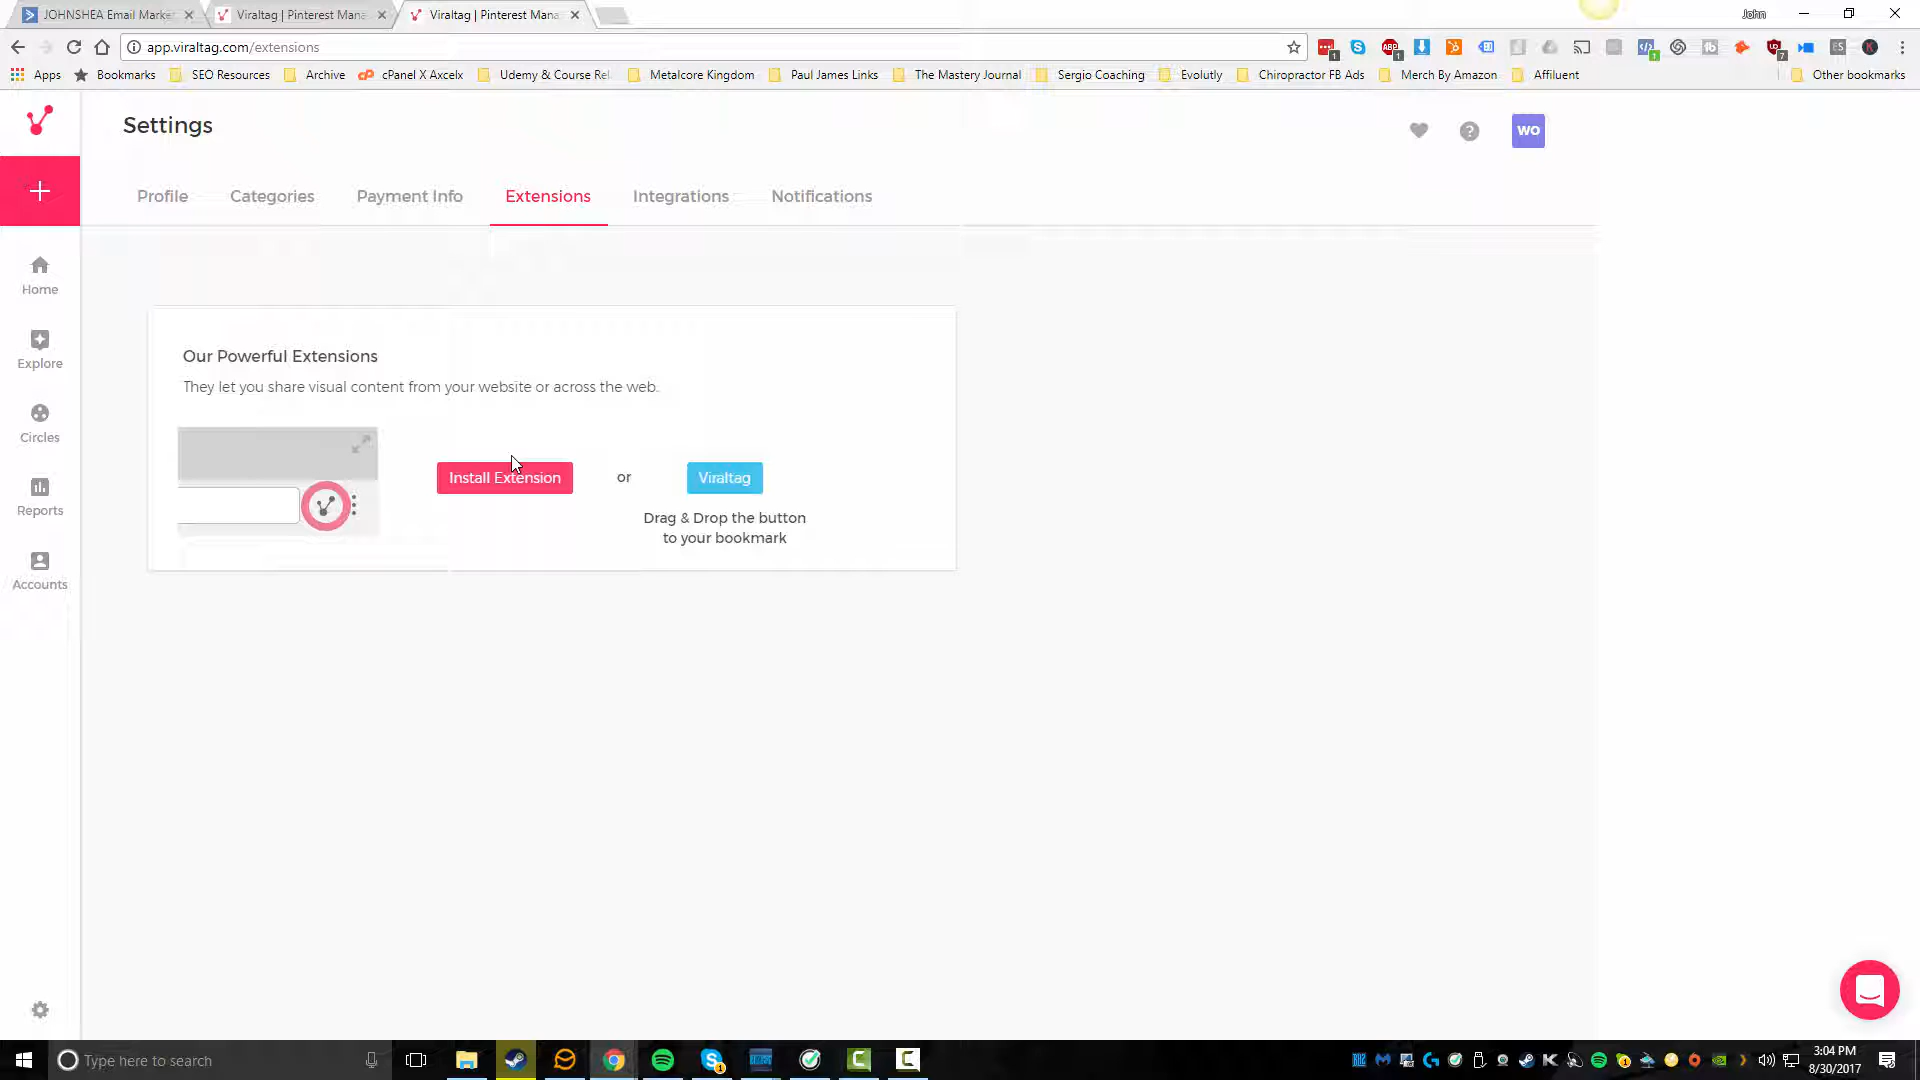 JOHNSHEA Email Marke
Viraltag | Pinterest Mana
Viraltag | Pinterest Mana
John
app.viraltag.com/extensions
Apps
Bookmarks
SEO Resources
Archive
cPanel X Axcelx
Udemy & Course Rel
Metalcore Kingdom
Paul James Links
The Mastery Journal
Sergio Coaching
Evolutly
Chiropractor FB Ads
Merch By Amazon
Affiluent
Other bookmarks
Settings
WO
Profile
Categories
Payment Info
Extensions
Integrations
Notifications
Home
Explore
Circles
Reports
Accounts
Our Powerful Extensions
They let you share visual content from your website or across the web.
Install Extension
or
Viraltag
Drag & Drop the button
to your bookmark
Type here to search
3:04 PM
8/30/2017